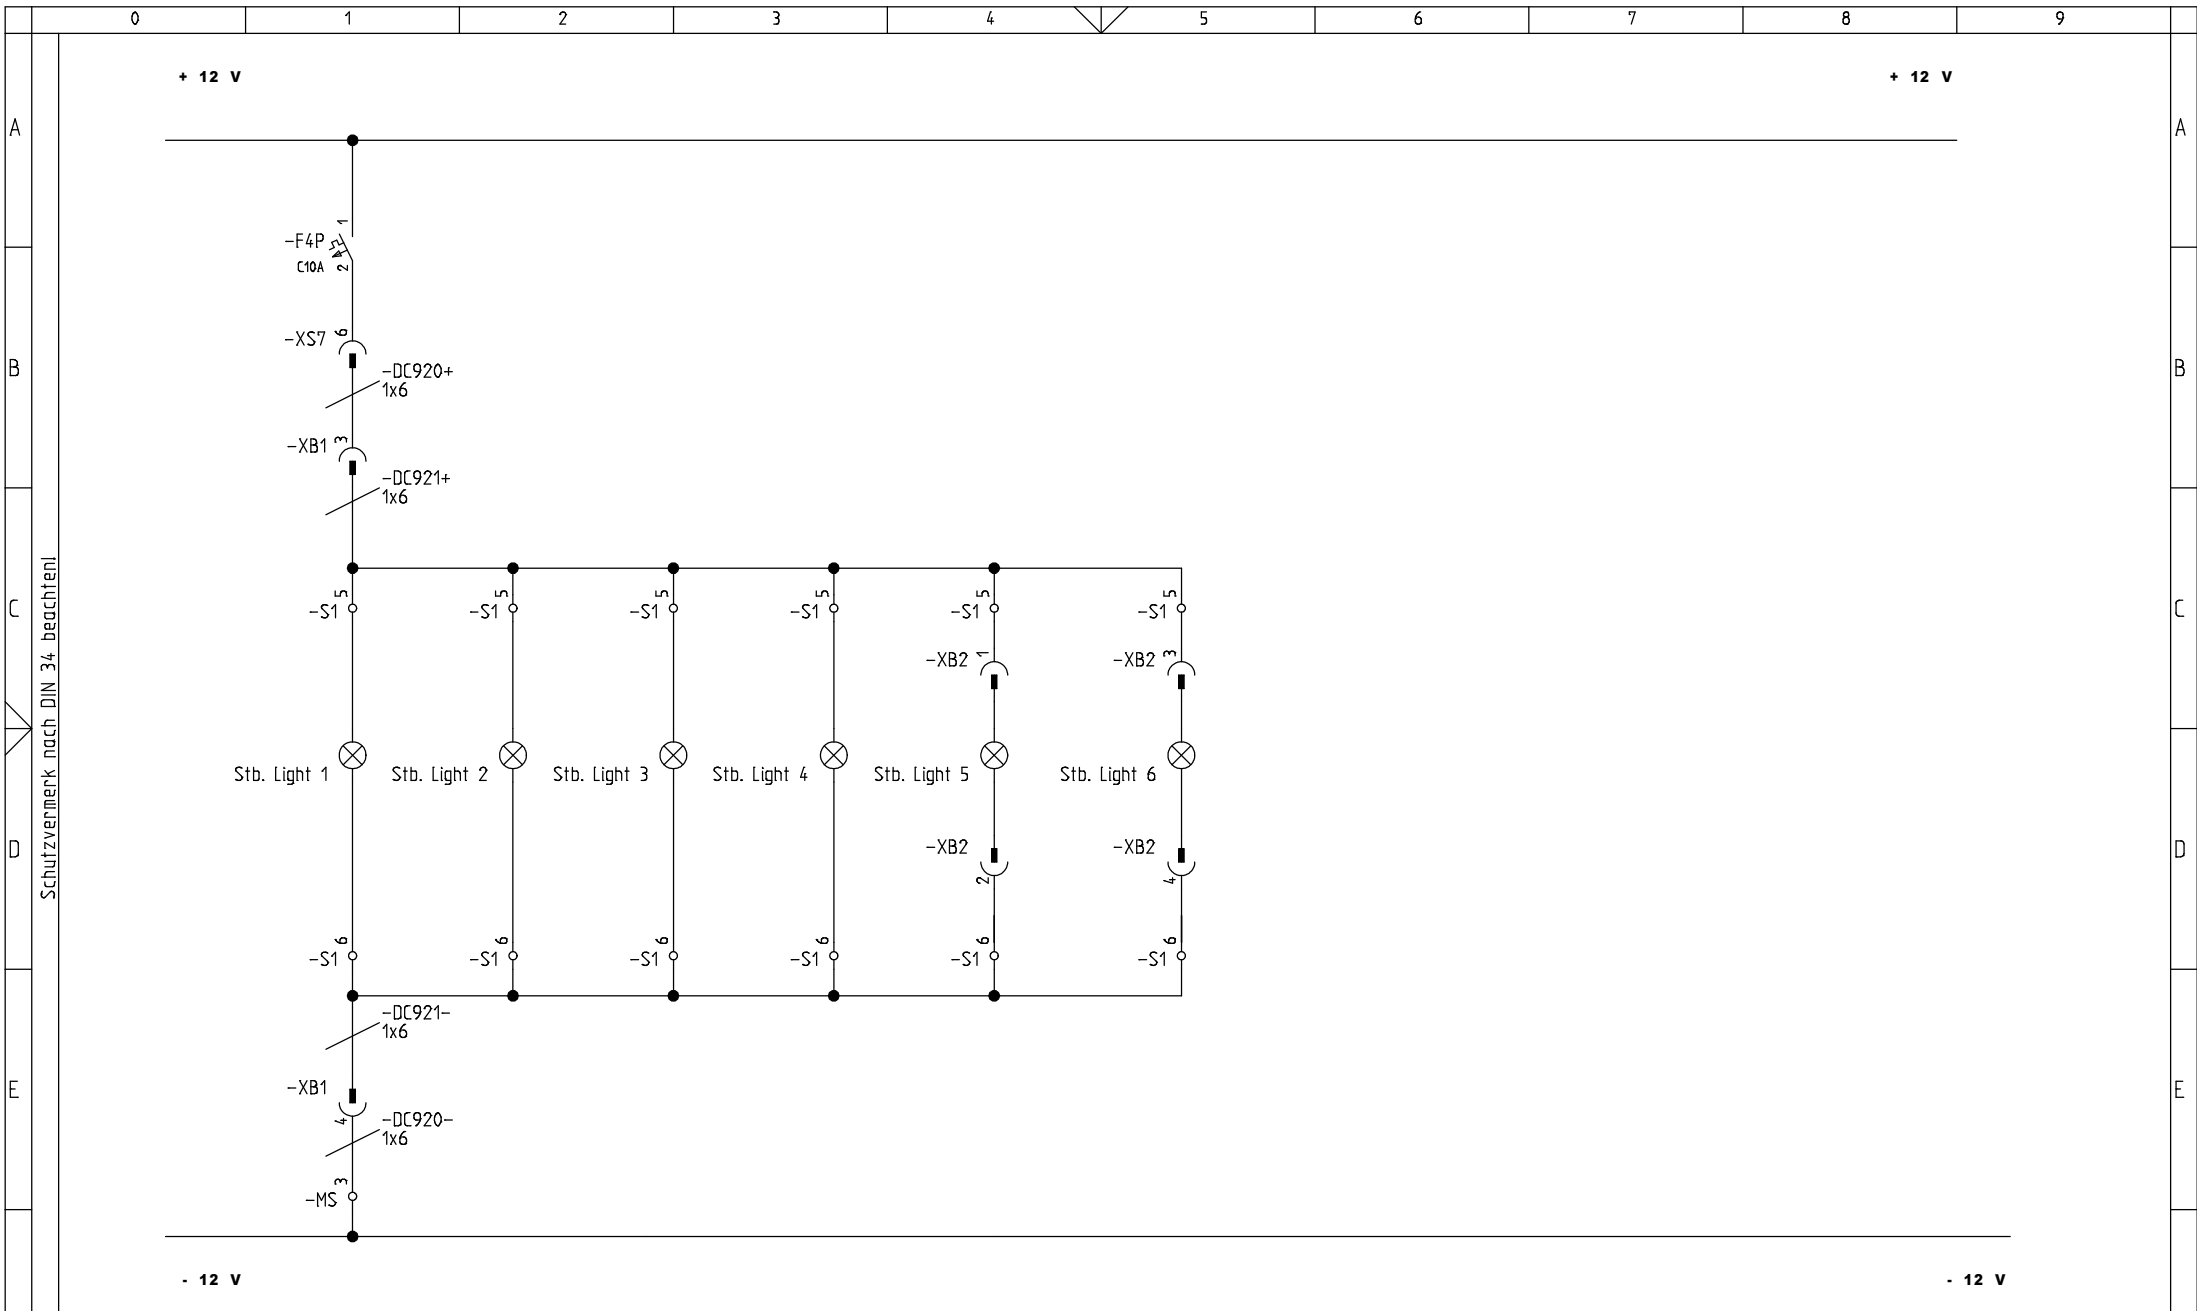 0 1 2 3 4 5 6 7 8 9
+ 12 V + 12 V
A A
1
-F4P
C10A 2
-XS7 6
B -DC920+ B
1x6
-XB1 3
-DC921+
1x6
Schutzvermerk nach DIN 34 beachten!
5 5 5 5 5 5
C -S1 -S1 -S1 -S1 -S1 -S1 C
-XB2 1 -XB2 3
Stb. Light 1 Stb. Light 2 Stb. Light 3 Stb. Light 4 Stb. Light 5 Stb. Light 6
D -XB2 -XB2 D
2 4
6 6 6 6 6 6
-S1 -S1 -S1 -S1 -S1 -S1
-DC921-
1x6
E -XB1 E
4 -DC920-
1x6
3
-MS
- 12 V - 12 V